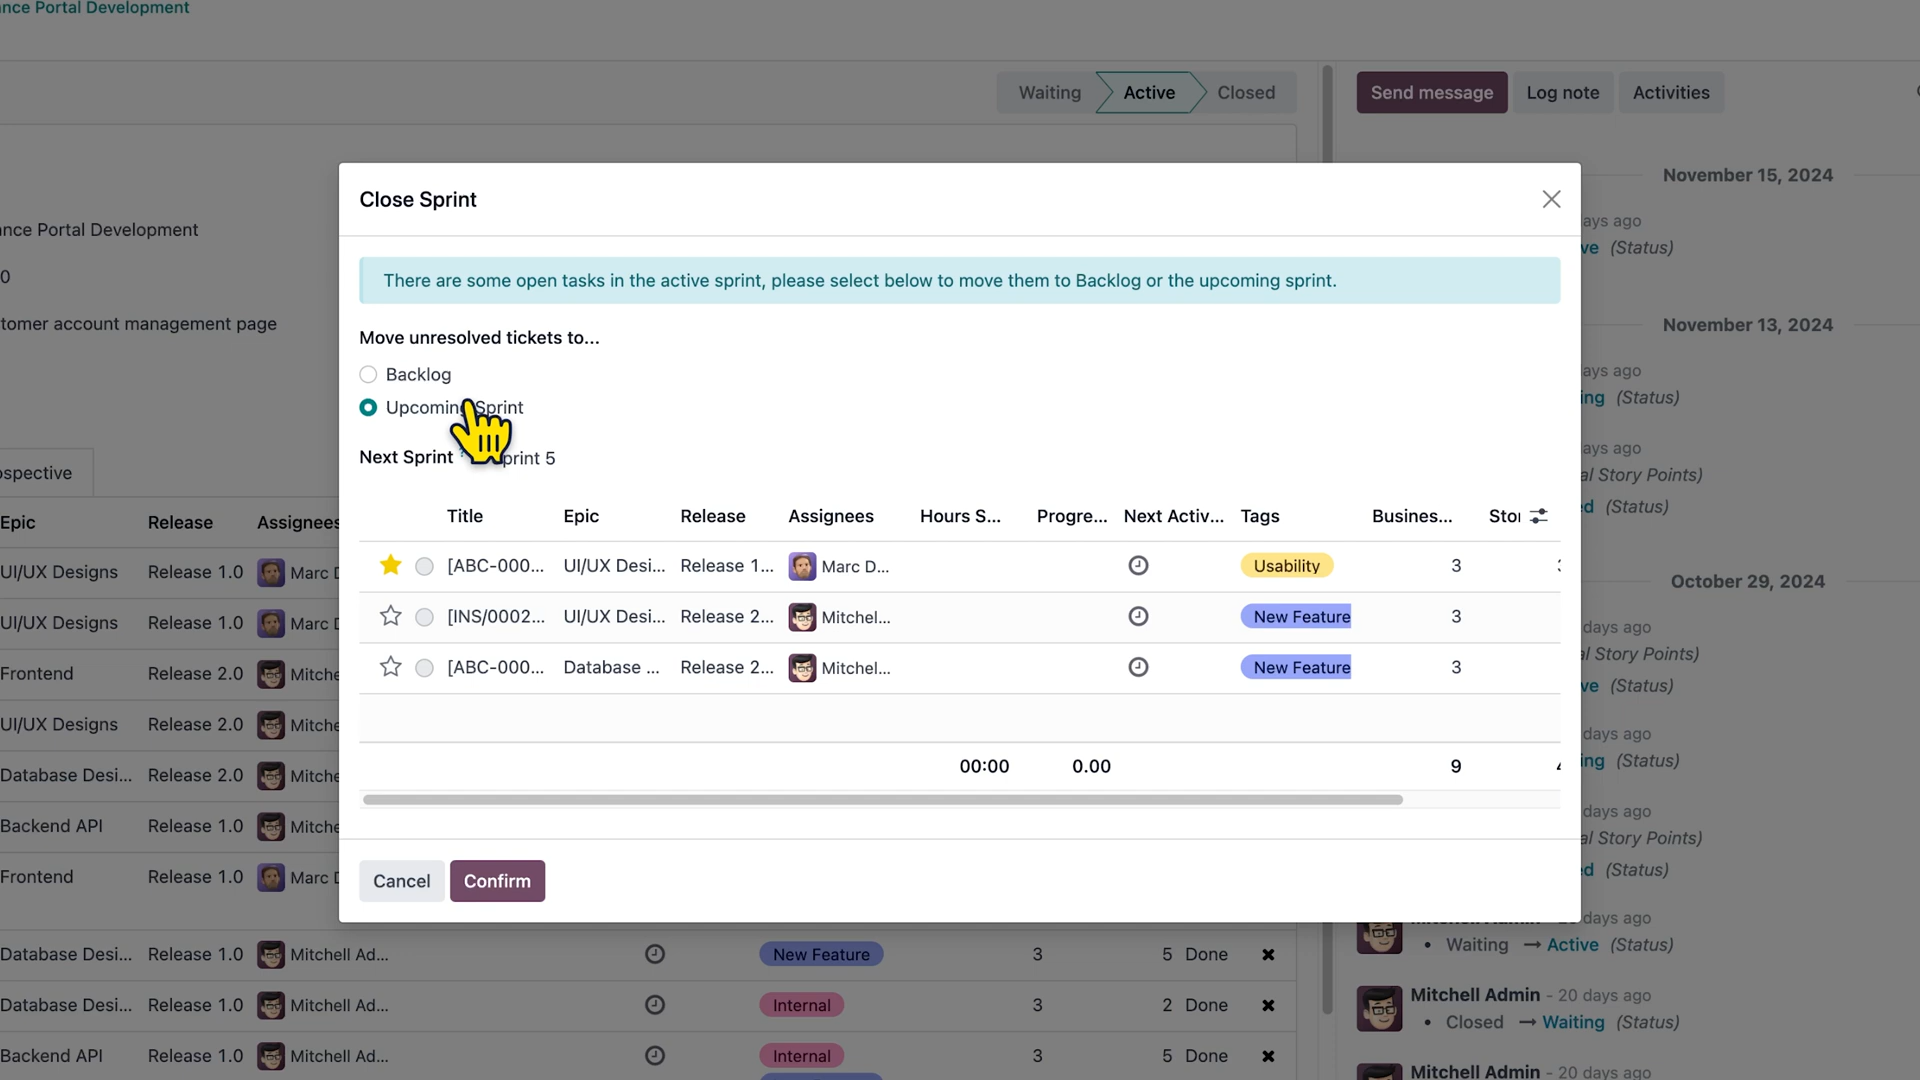 nce Portal Development
Waiting Active Closed
Send message Log note Activities
November 15, 2024
ays ago
ve (Status)
November 13, 2024
ays ago
ing (Status)
ays ago
al Story Points)
d (Status)
October 29, 2024
days ago
al Story Points)
ve (Status)
days ago
ing (Status)
days ago
al Story Points)
d (Status)
days ago
• Waiting → Active (Status)
Mitchell Admin - 20 days ago
• Closed → Waiting (Status)
Mitchell Admin - 20 days ago
nce Portal Development
0
tomer account management page
ospective
Epic Release Assignees
UI/UX Designs Release 1.0 Marc D
UI/UX Designs Release 1.0 Marc D
Frontend Release 2.0 Mitche
UI/UX Designs Release 2.0 Mitche
Database Desi... Release 2.0 Mitche
Backend API Release 1.0 Mitche
Frontend Release 1.0 Marc D
Database Desi... Release 1.0 Mitchell Ad... New Feature 3 5 Done
Database Desi... Release 1.0 Mitchell Ad... Internal 3 2 Done
Backend API Release 1.0 Mitchell Ad... Internal 3 5 Done
Close Sprint
There are some open tasks in the active sprint, please select below to move them to Backlog or the upcoming sprint.
Move unresolved tickets to...
Backlog
Upcoming Sprint
Next Sprint ? print 5
Title Epic Release Assignees Hours S... Progre... Next Activ... Tags Busines... Sto
[ABC-000... UI/UX Desi... Release 1... Marc D... Usability 3
[INS/0002... UI/UX Desi... Release 2... Mitchel... New Feature 3
[ABC-000... Database ... Release 2... Mitchel... New Feature 3
00:00 0.00 9
Cancel Confirm